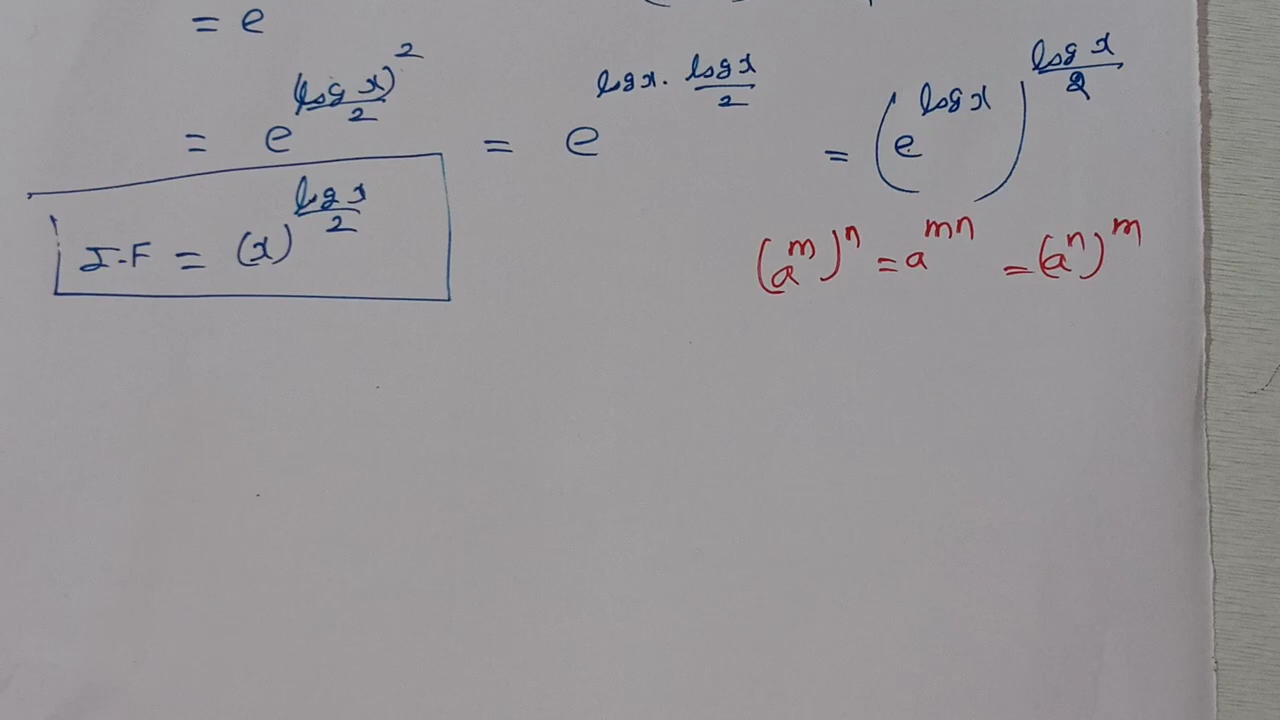 = e
= e^{(log x)^2/2} = e^{log x · log x/2} = (e^{log x})^{log x/2}
I.F = (x)^{log x/2}
(a^m)^n = a^{mn} = (a^n)^m